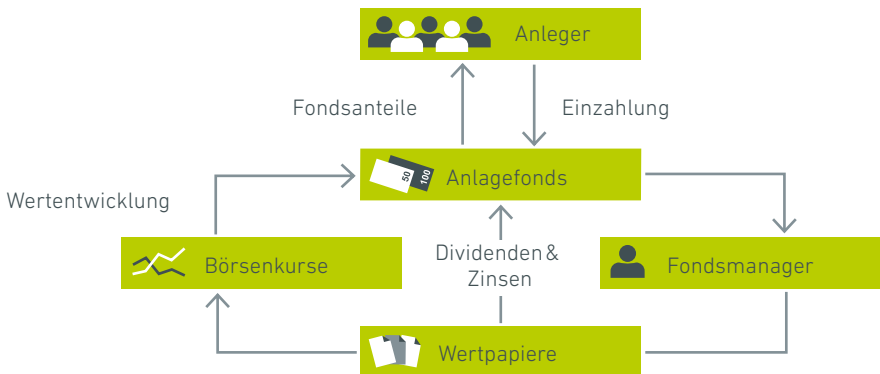 Anleger
Fondsanteile
Einzahlung
50
100
Anlagefonds
Wertentwicklung
Börsenkurse
Dividenden &
Zinsen
Fondsmanager
Wertpapiere